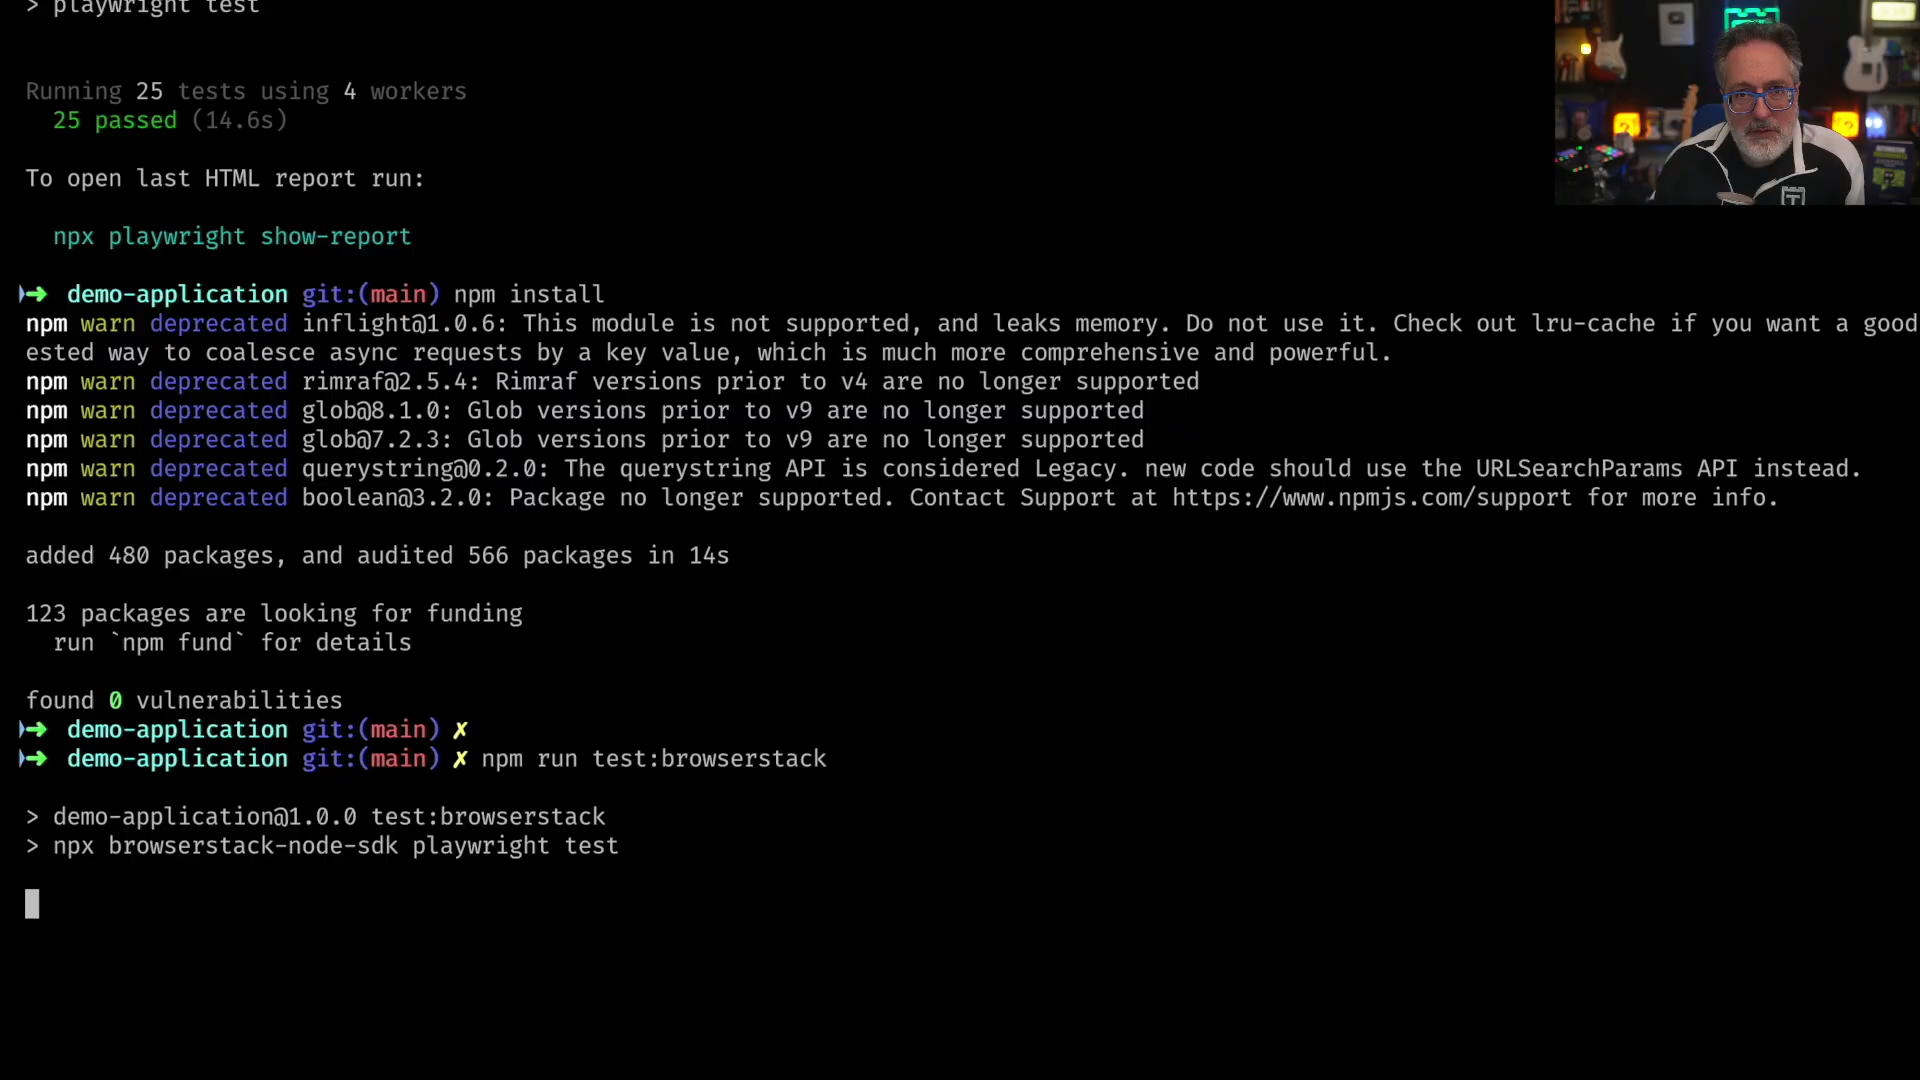 > playwright test
Running 25 tests using 4 workers
25 passed (14.6s)
To open last HTML report run:
npx playwright show-report
demo-application git:(main) npm install
npm warn deprecated inflight@1.0.6: This module is not supported, and leaks memory. Do not use it. Check out lru-cache if you want a good
ested way to coalesce async requests by a key value, which is much more comprehensive and powerful.
npm warn deprecated rimraf@2.5.4: Rimraf versions prior to v4 are no longer supported
npm warn deprecated glob@8.1.0: Glob versions prior to v9 are no longer supported
npm warn deprecated glob@7.2.3: Glob versions prior to v9 are no longer supported
npm warn deprecated querystring@0.2.0: The querystring API is considered Legacy. new code should use the URLSearchParams API instead.
npm warn deprecated boolean@3.2.0: Package no longer supported. Contact Support at https://www.npmjs.com/support for more info.
added 480 packages, and audited 566 packages in 14s
123 packages are looking for funding
run `npm fund` for details
found 0 vulnerabilities
➜ demo-application git:(main) ✗
➜ demo-application git:(main) ✗ npm run test:browserstack
> demo-application@1.0.0 test:browserstack
> npx browserstack-node-sdk playwright test